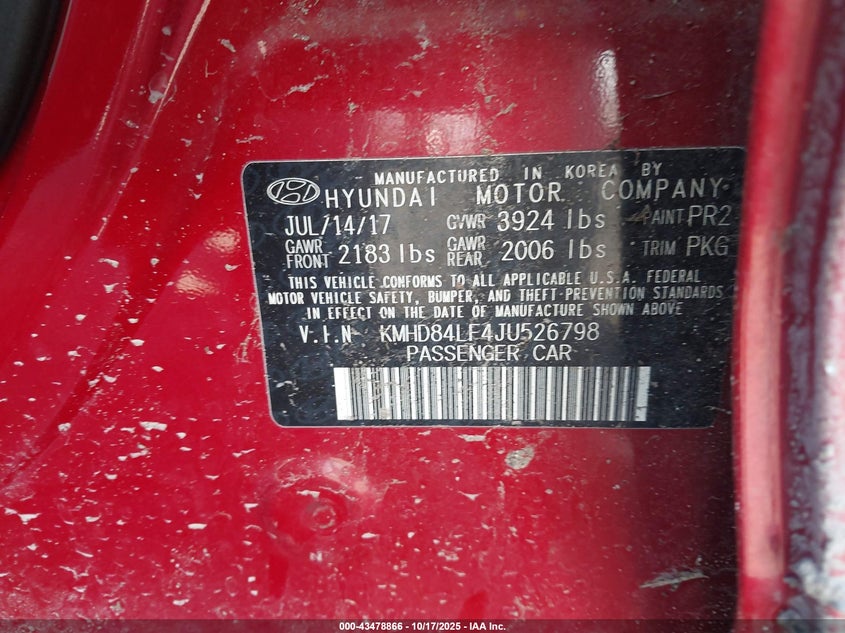 MANUFACTURED IN KOREA BY
HYUNDAI MOTOR COMPANY
JUL/14/17 GVWR 3924 lbs PAINT PR2
GAWR FRONT 2183 lbs GAWR REAR 2006 lbs TRIM PKG
THIS VEHICLE CONFORMS TO ALL APPLICABLE U.S.A. FEDERAL
MOTOR VEHICLE SAFETY, BUMPER, AND THEFT PREVENTION STANDARDS
IN EFFECT ON THE DATE OF MANUFACTURE SHOWN ABOVE
V.I.N KMHD84LF4JU526798
PASSENGER CAR
000-43478866 - 10/17/2025 - IAA Inc.